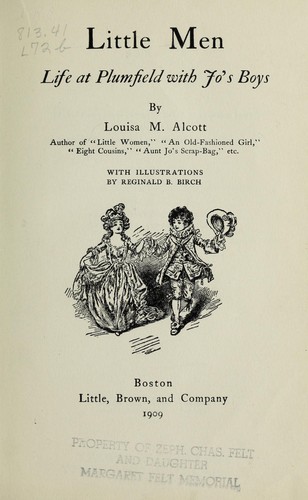 813.41
L72b
Little Men
Life at Plumfield with Jo's Boys
By
Louisa M. Alcott
Author of "Little Women," "An Old-Fashioned Girl,"
"Eight Cousins," "Aunt Jo's Scrap-Bag," etc.
WITH ILLUSTRATIONS
BY REGINALD B. BIRCH
Boston
Little, Brown, and Company
1909
PROPERTY OF ZEPH. CHAS. FELT
AND DAUGHTER
MARGARET FELT MEMORIAL